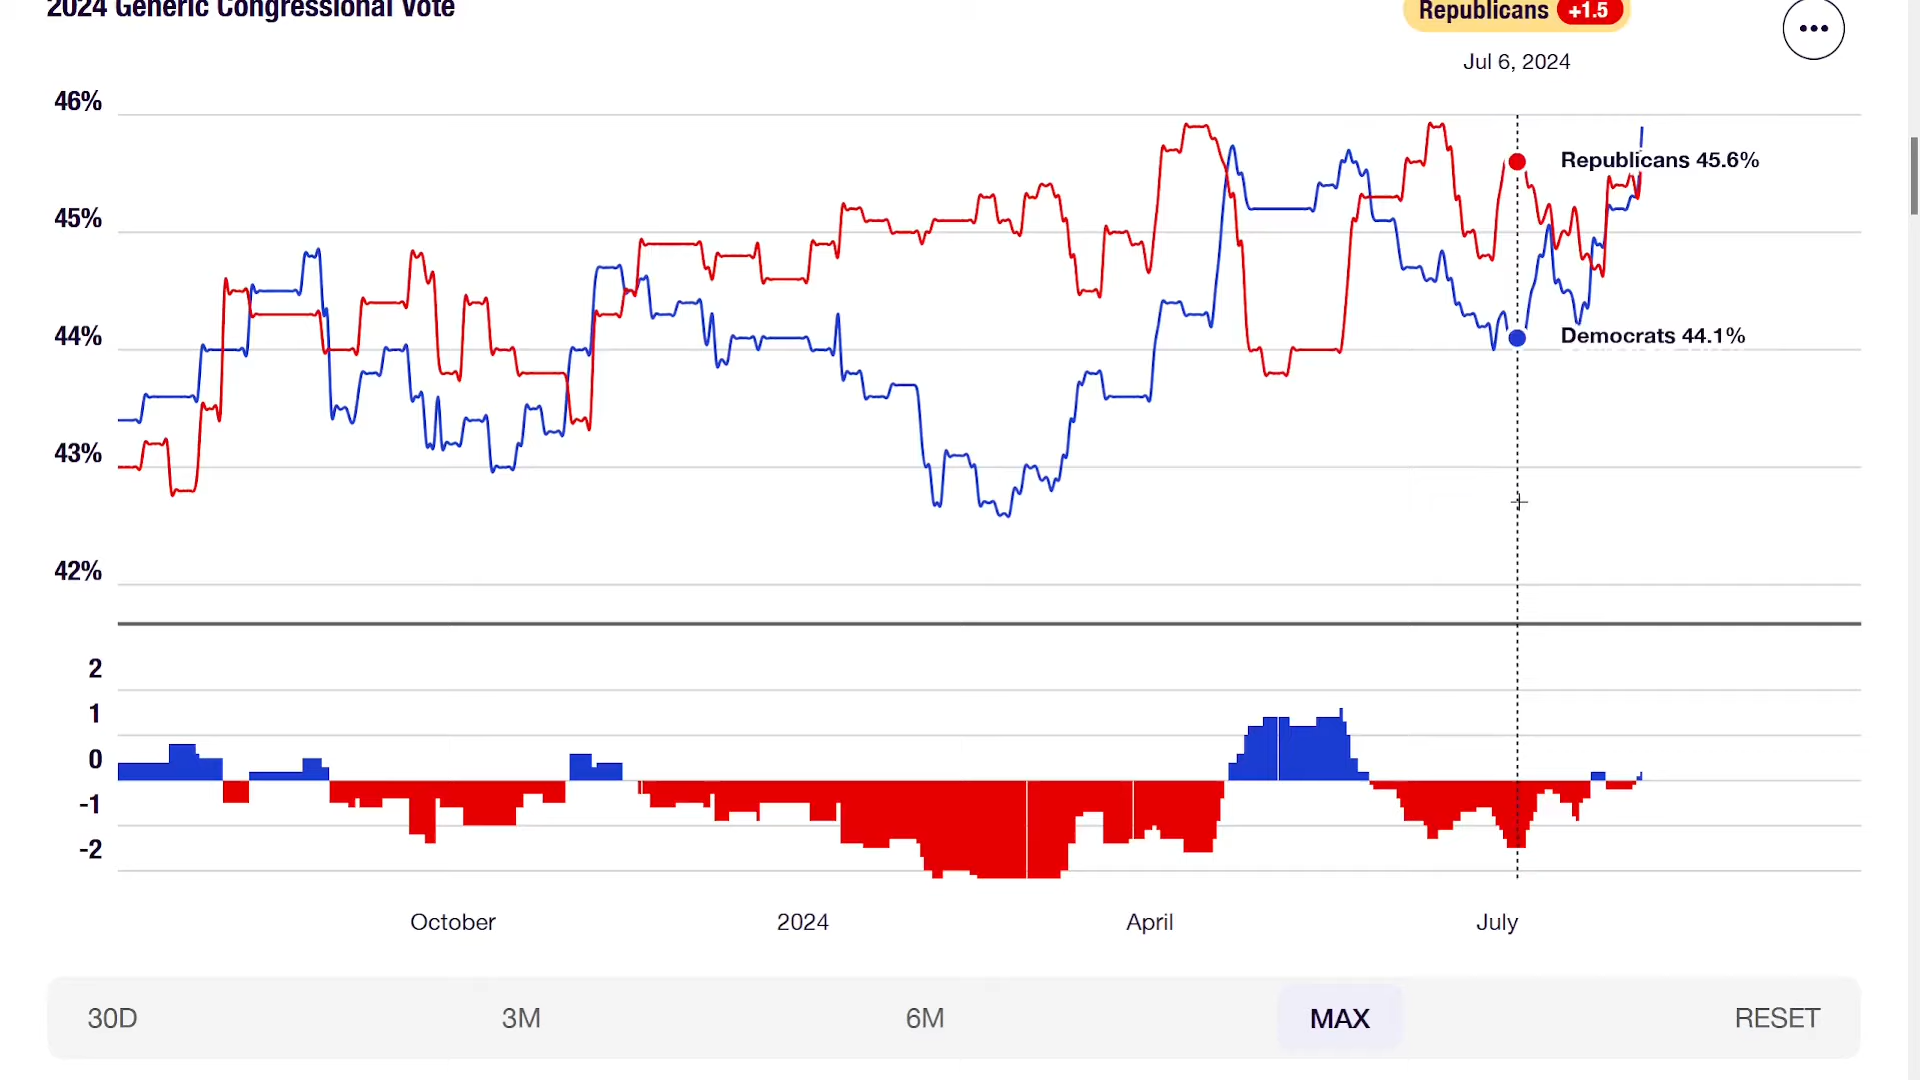 2024 Generic Congressional Vote
Republicans +1.5
Jul 6, 2024
46%
Republicans 45.6%
45%
44%
Democrats 44.1%
43%
42%
2
1
0
-1
-2
October 2024 April July
30D 3M 6M MAX RESET